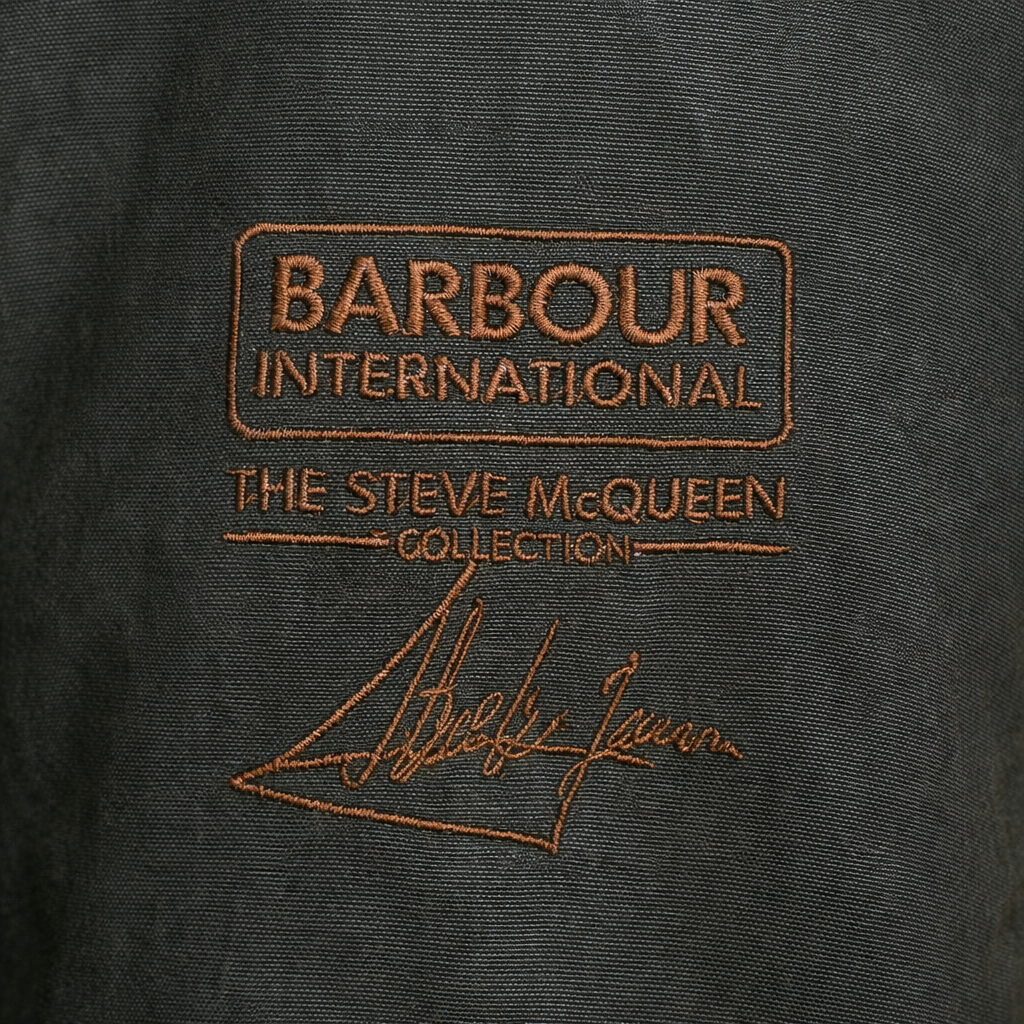 BARBOUR
INTERNATIONAL
THE STEVE McQUEEN
COLLECTION